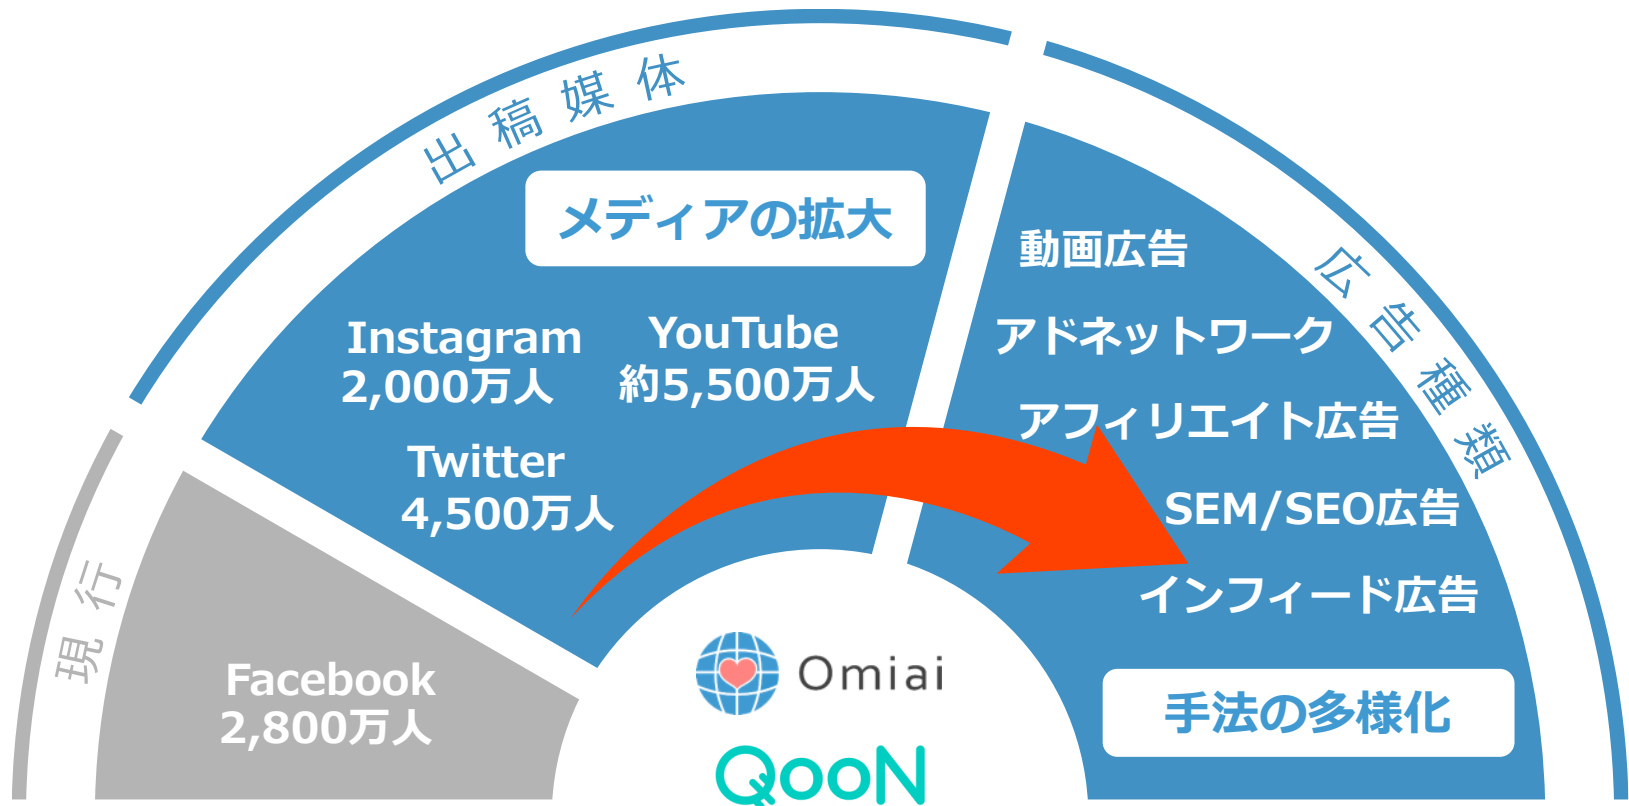 出稿媒体
メディアの拡大
Instagram
2,000万人
YouTube
約5,500万人
Twitter
4,500万人
広告種類
動画広告
アドネットワーク
アフィリエイト広告
SEM/SEO広告
インフィード広告
手法の多様化
現行
Facebook
2,800万人
Omiai
QooN